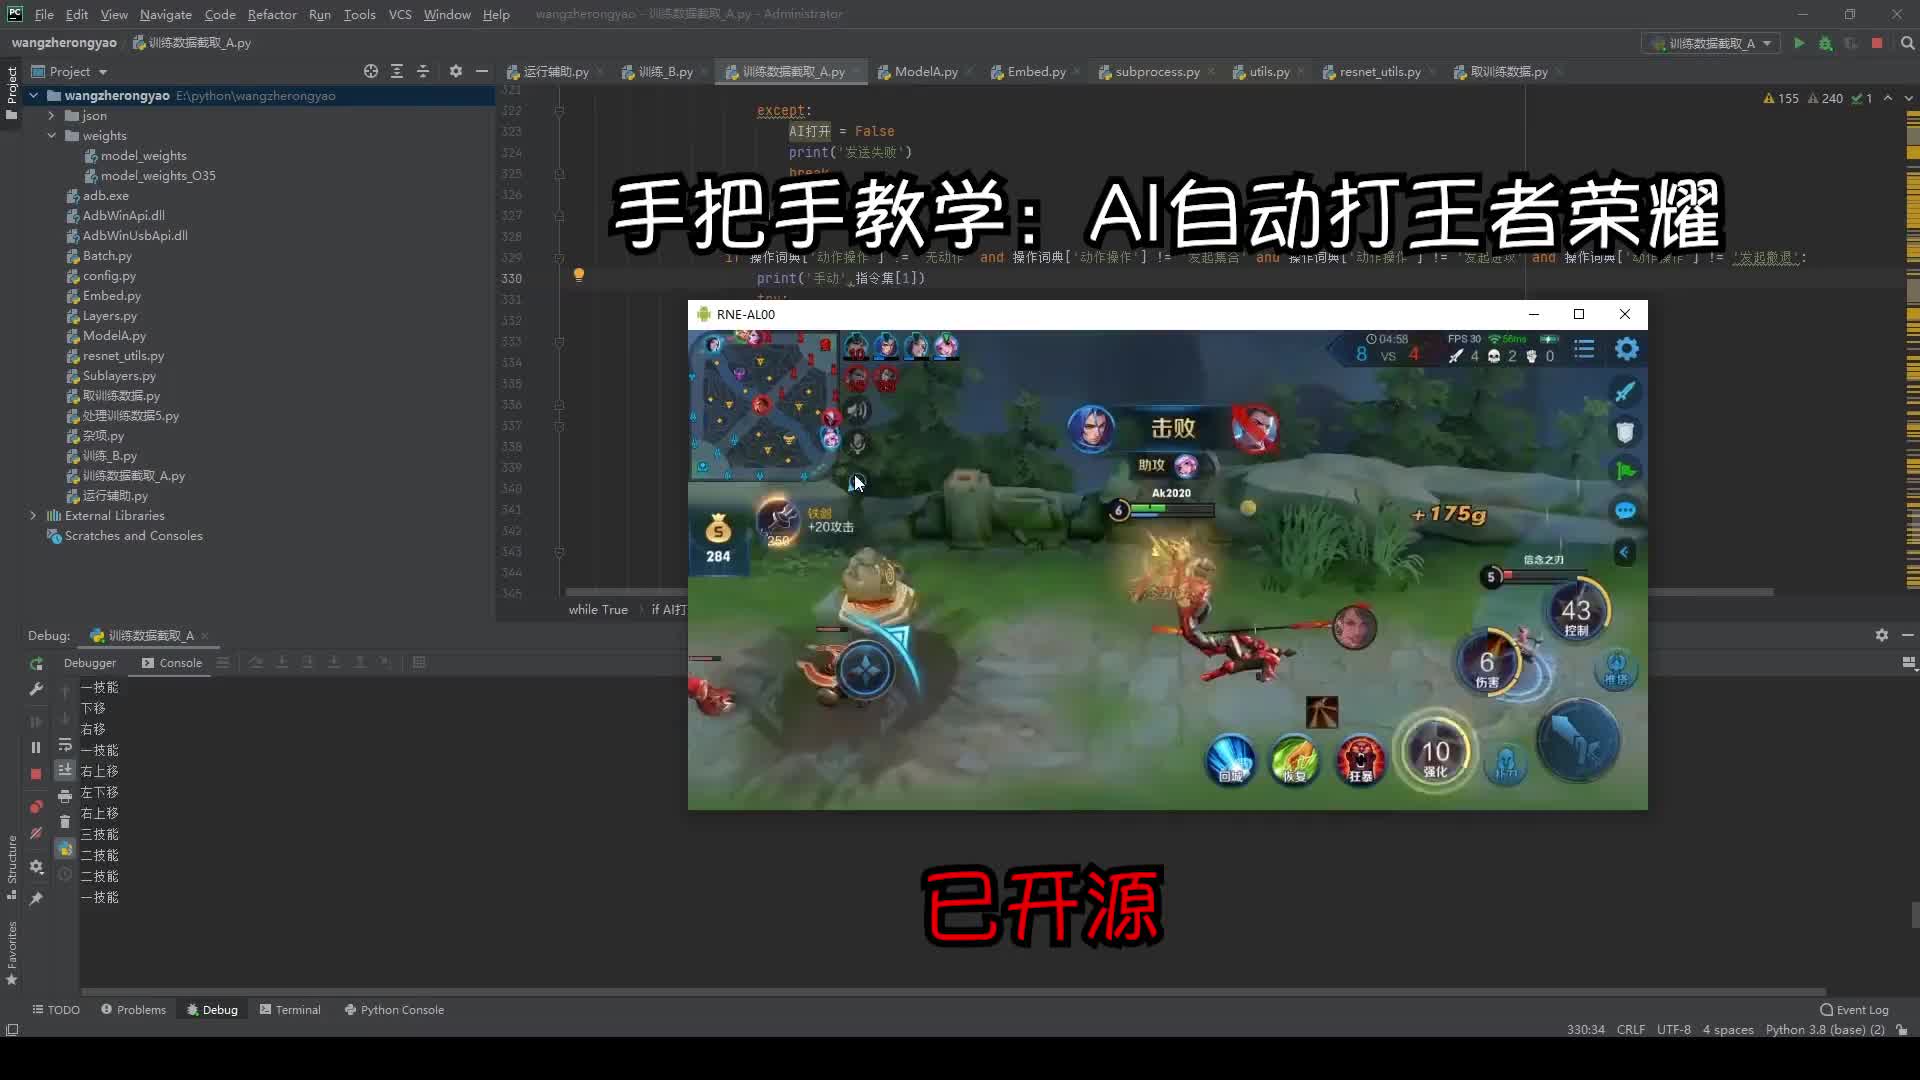 File Edit View Navigate Code Refactor Run Tools VCS Window Help wangzherongyao - 训练数据截取_A.py - Administrator
wangzherongyao 训练数据截取_A.py
训练数据截取_A
Project
运行辅助.py
训练_B.py
训练数据截取_A.py
ModelA.py
Embed.py
subprocess.py
utils.py
resnet_utils.py
取训练数据.py
wangzherongyao E:\python\wangzherongyao
json
weights
model_weights
model_weights_O35
adb.exe
AdbWinApi.dll
AdbWinUsbApi.dll
Batch.py
config.py
Embed.py
Layers.py
ModelA.py
resnet_utils.py
Sublayers.py
取训练数据.py
处理训练数据5.py
杂项.py
训练_B.py
训练数据截取_A.py
运行辅助.py
External Libraries
Scratches and Consoles
155 240 1
321
322 except:
323 AI打开 = False
324 print('发送失败')
325 break
326
327
328
329 if 操作词典['动作操作'] != '无动作' and 操作词典['动作操作'] != '发起集合' and 操作词典['动作操作'] != '发起进攻' and 操作词典['动作操作'] != '发起撤退':
330 print('手动',指令集[1])
331 try:
332
333
334
335
336
337
338
339
340
341
342
343
344
345
手把手教学：AI自动打王者荣耀
RNE-AL00
04:58
8 VS 4
FPS 30 56ms
4 2 0
击败
助攻
Ak2020
6
+175g
铁剑
+20攻击
250
284
信念之刃
5
43
控制
6
伤害
推塔
10
强化
补刀
回城
恢复
狂暴
while True if AI打
Debug: 训练数据截取_A
Debugger Console
一技能
下移
右移
一技能
右上移
左下移
右上移
三技能
二技能
二技能
一技能
已开源
Project
Structure
Favorites
TODO Problems Debug Terminal Python Console Event Log
330:34 CRLF UTF-8 4 spaces Python 3.8 (base) (2)